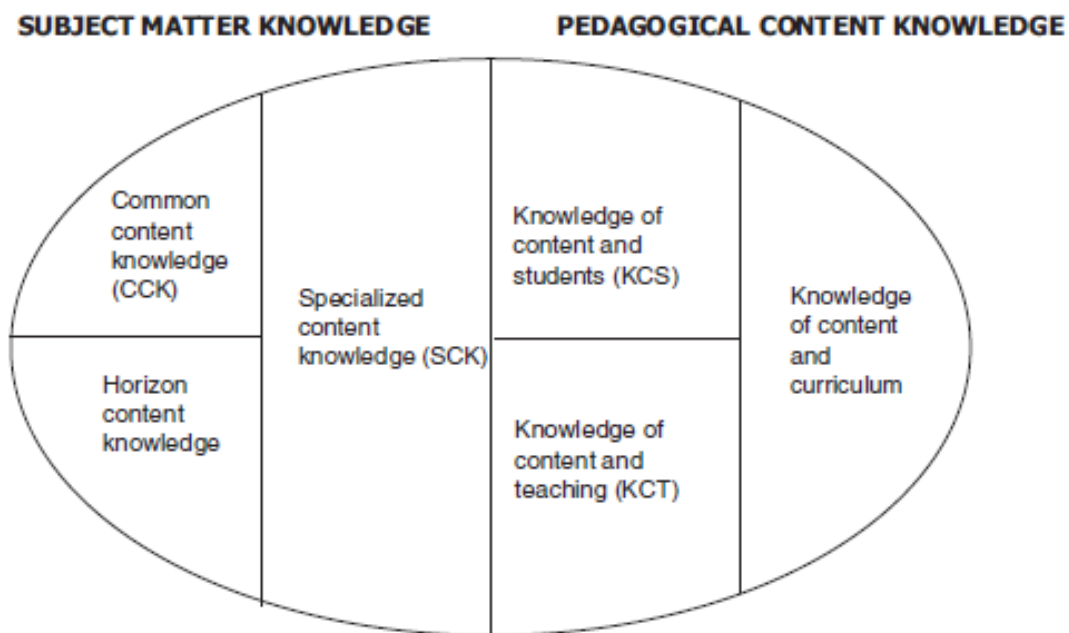 SUBJECT MATTER KNOWLEDGE
PEDAGOGICAL CONTENT KNOWLEDGE
Common
content
knowledge
(CCK)
Horizon
content
knowledge
Specialized
content
knowledge (SCK)
Knowledge of
content and
students (KCS)
Knowledge of
content and
teaching (KCT)
Knowledge
of content
and
curriculum